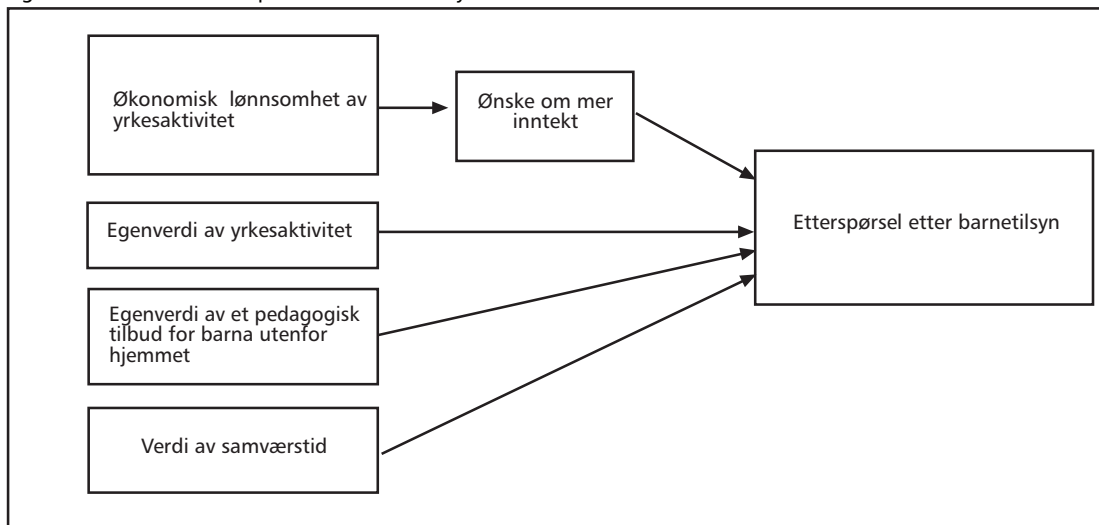 Økonomisk lønnsomhet av
yrkesaktivitet
Ønske om mer
inntekt
Etterspørsel etter barnetilsyn
Egenverdi av yrkesaktivitet
Egenverdi av et pedagogisk
tilbud for barna utenfor
hjemmet
Verdi av samværstid